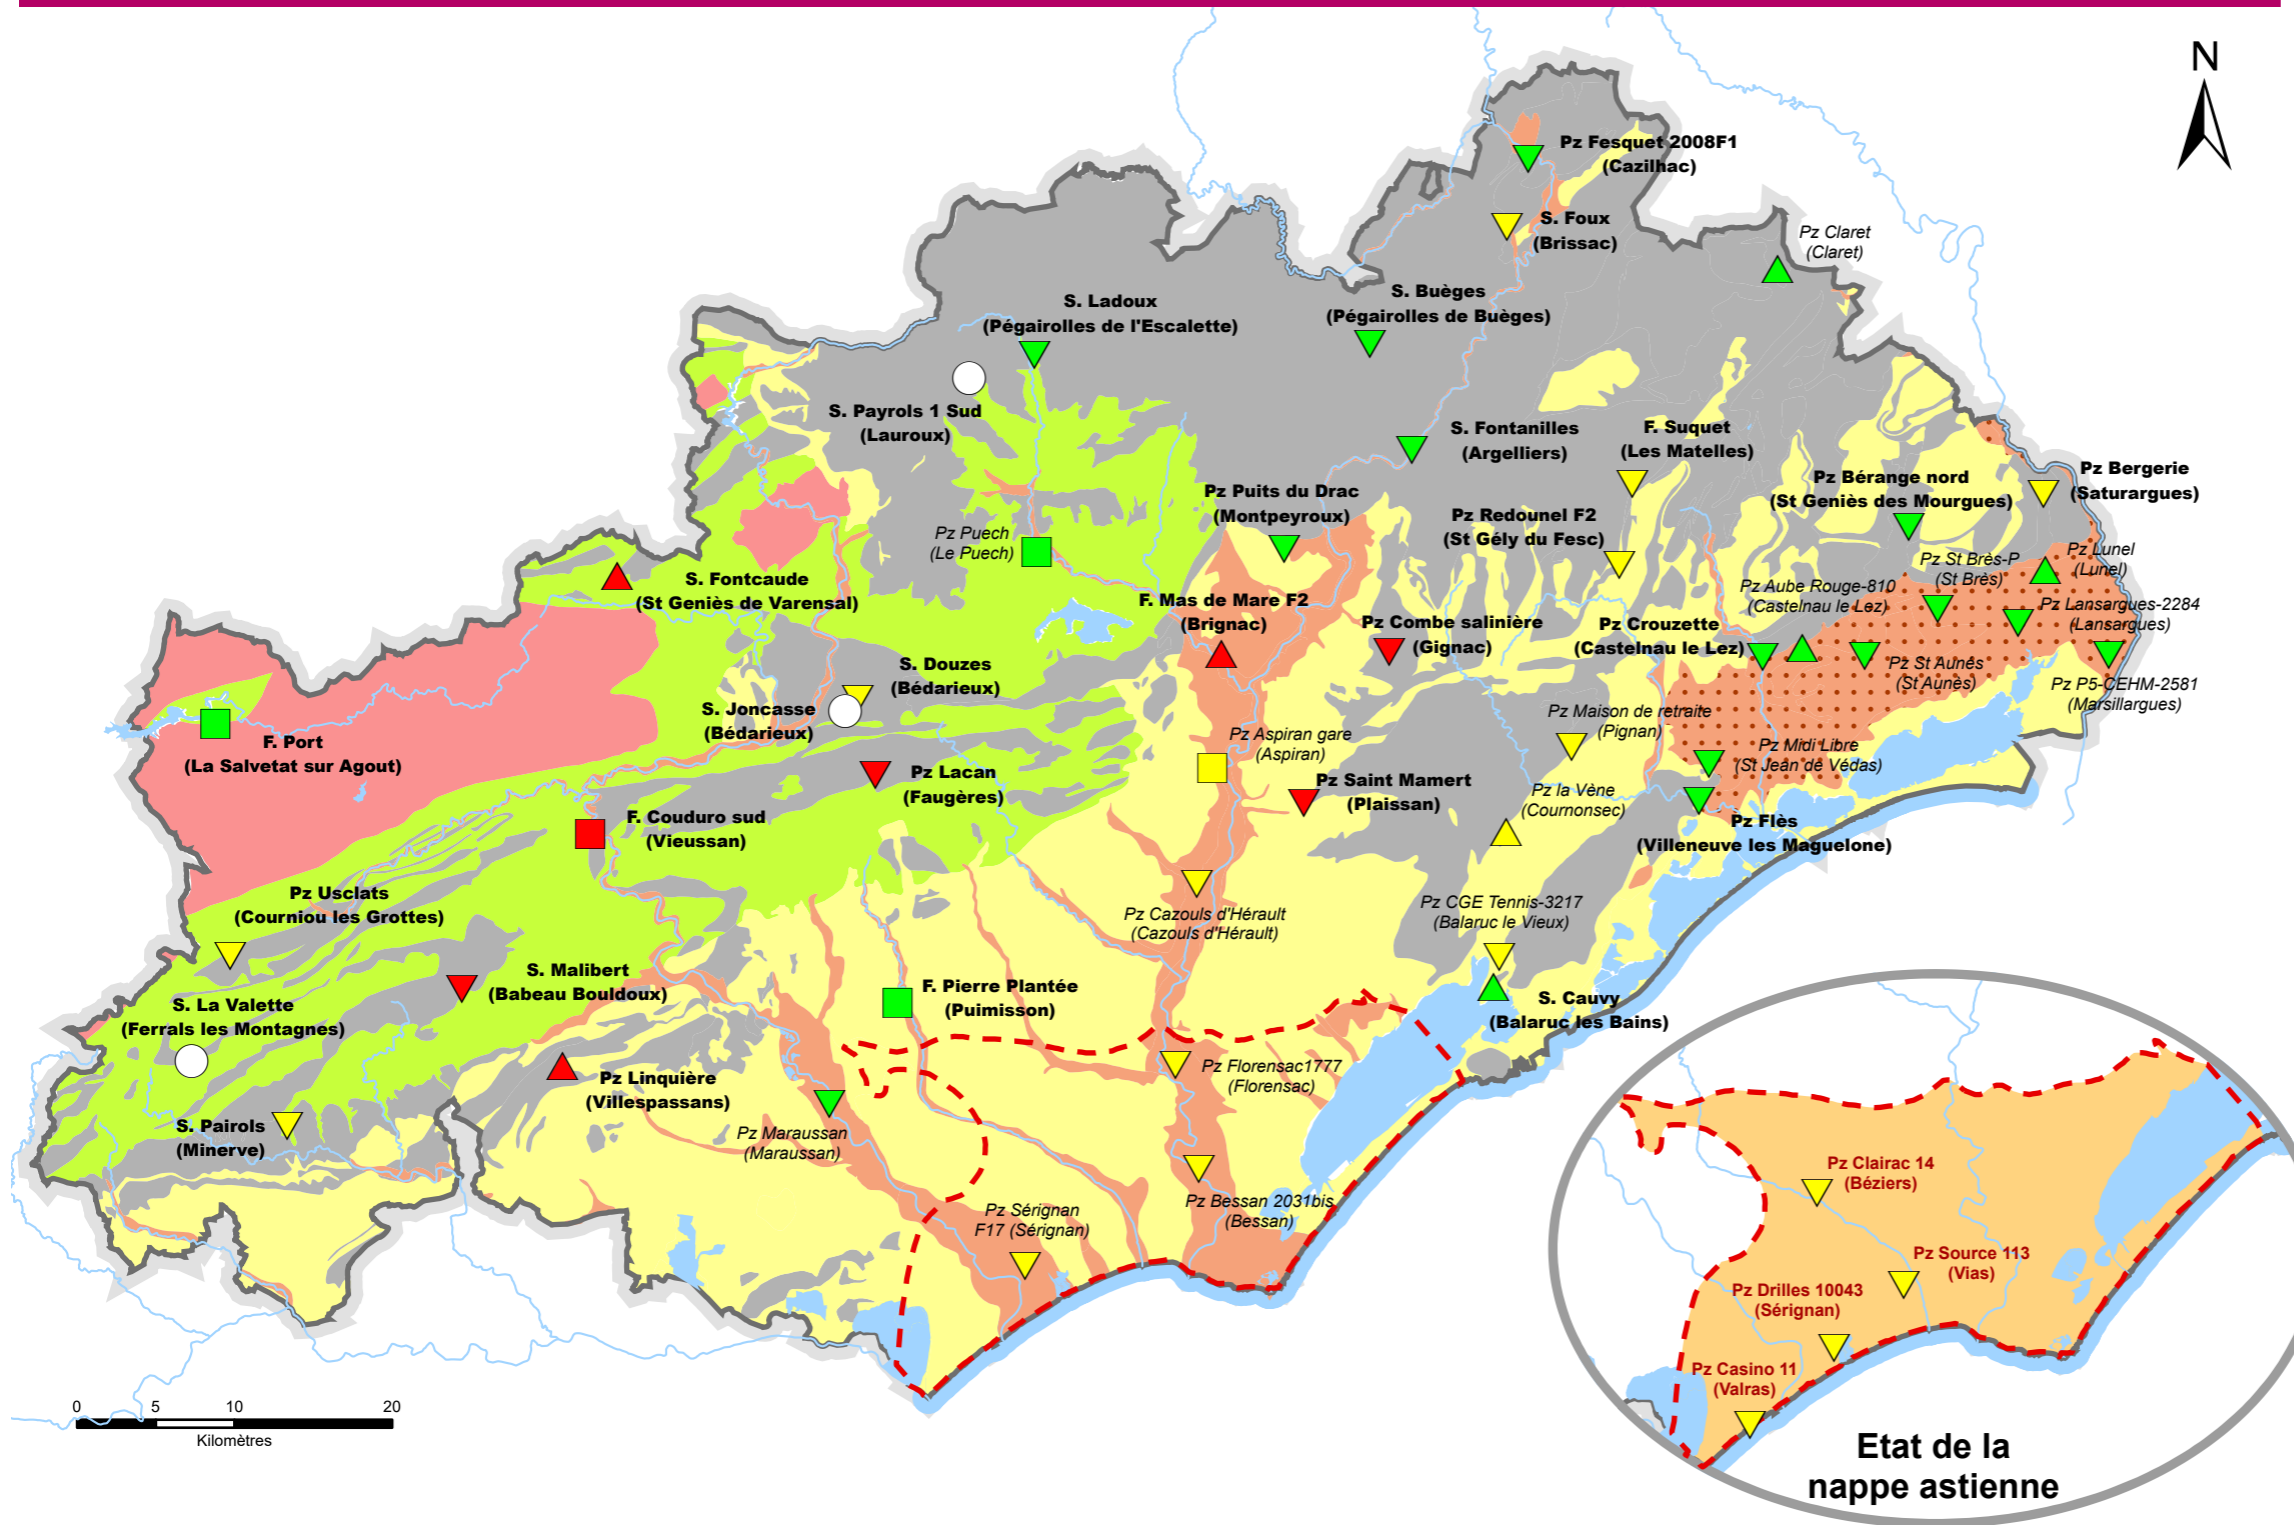 N
Pz Fesquet 2008F1
(Cazilhac)
S. Foux
(Brissac)
Pz Claret
(Claret)
S. Ladoux
(Pégairolles de l'Escalette)
S. Buèges
(Pégairolles de Buèges)
S. Payrols 1 Sud
(Lauroux)
S. Fontanilles
(Argelliers)
F. Suquet
(Les Matelles)
Pz Bérange nord
(St Geniès des Mourgues)
Pz Bergerie
(Saturargues)
Pz Puits du Drac
(Montpeyroux)
Pz Redounel F2
(St Gély du Fesc)
Pz Puech
(Le Puech)
Pz St Brès-P
(St Brès)
Pz Lunel
(Lunel)
S. Fontcaude
(St Geniès de Varensal)
F. Mas de Mare F2
(Brignac)
Pz Aube Rouge-810
(Castelnau le Lez)
Pz Lansargues-2284
(Lansargues)
Pz Combe salinière
(Gignac)
Pz Crouzette
(Castelnau le Lez)
S. Douzes
(Bédarieux)
Pz St Aunès
(St Aunès)
Pz P5-CEHM-2581
(Marsillargues)
S. Joncasse
(Bédarieux)
Pz Maison de retraite
(Pignan)
F. Port
(La Salvetat sur Agout)
Pz Aspiran gare
(Aspiran)
Pz Midi Libre
(St Jean de Védas)
Pz Lacan
(Faugères)
Pz Saint Mamert
(Plaissan)
Pz la Vène
(Cournonsec)
F. Couduro sud
(Vieussan)
Pz Flès
(Villeneuve les Maguelone)
Pz Usclats
(Courniou les Grottes)
Pz Cazouls d'Hérault
(Cazouls d'Hérault)
Pz CGE Tennis-3217
(Balaruc le Vieux)
S. Malibert
(Babeau Bouldoux)
F. Pierre Plantée
(Puimisson)
S. La Valette
(Ferrals les Montagnes)
S. Cauvy
(Balaruc les Bains)
Pz Linquière
(Villespassans)
Pz Florensac1777
(Florensac)
S. Pairols
(Minerve)
Pz Maraussan
(Maraussan)
Pz Sérignan
F17 (Sérignan)
Pz Bessan 2031bis
(Bessan)
Pz Clairac 14
(Béziers)
Pz Source 113
(Vias)
Pz Drilles 10043
(Sérignan)
Pz Casino 11
(Valras)
Etat de la
nappe astienne
0 5 10 20
Kilomètres